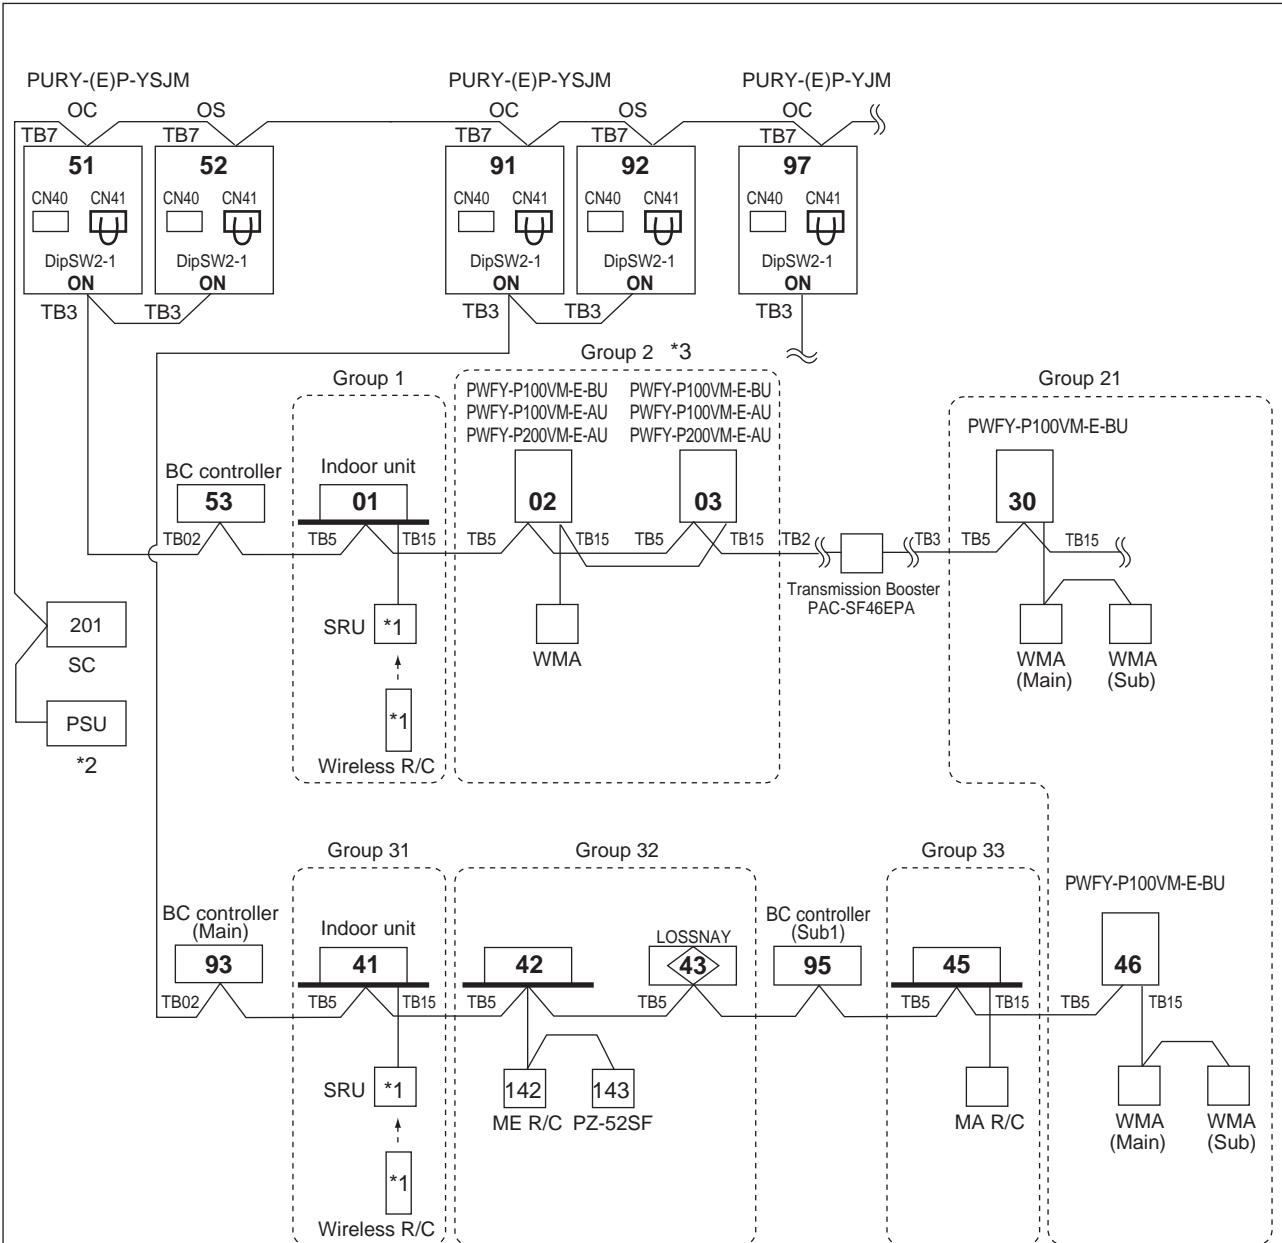 PURY-(E)P-YSJM PURY-(E)P-YSJM PURY-(E)P-YJM
OC OS OC OS OC
TB7 TB7 TB7 TB7 TB7
51 52 91 92 97
CN40 CN41 CN40 CN41 CN40 CN41 CN40 CN41 CN40 CN41
DipSW2-1 DipSW2-1 DipSW2-1 DipSW2-1 DipSW2-1
ON ON ON ON ON
TB3 TB3 TB3 TB3 TB3
Group 2 *3
Group 1 Group 21
PWFY-P100VM-E-BU PWFY-P100VM-E-BU
PWFY-P100VM-E-AU PWFY-P100VM-E-AU
PWFY-P200VM-E-AU PWFY-P200VM-E-AU
PWFY-P100VM-E-BU
BC controller Indoor unit
53 01 02 03 30
TB02 TB5 TB15 TB5 TB15 TB5 TB15 TB2 TB3 TB5 TB15
Transmission Booster
PAC-SF46EPA
201
SC
SRU *1
WMA
WMA
(Main)
WMA
(Sub)
PSU
*2
*1
Wireless R/C
Group 31 Group 32 Group 33
PWFY-P100VM-E-BU
BC controller
(Main)
Indoor unit
LOSSNAY
BC controller
(Sub1)
93 41 42 43 95 45 46
TB02 TB5 TB15 TB5 TB5 TB5 TB15 TB5 TB15
SRU *1
142 143
ME R/C PZ-52SF
MA R/C
WMA
(Main)
WMA
(Sub)
*1
Wireless R/C